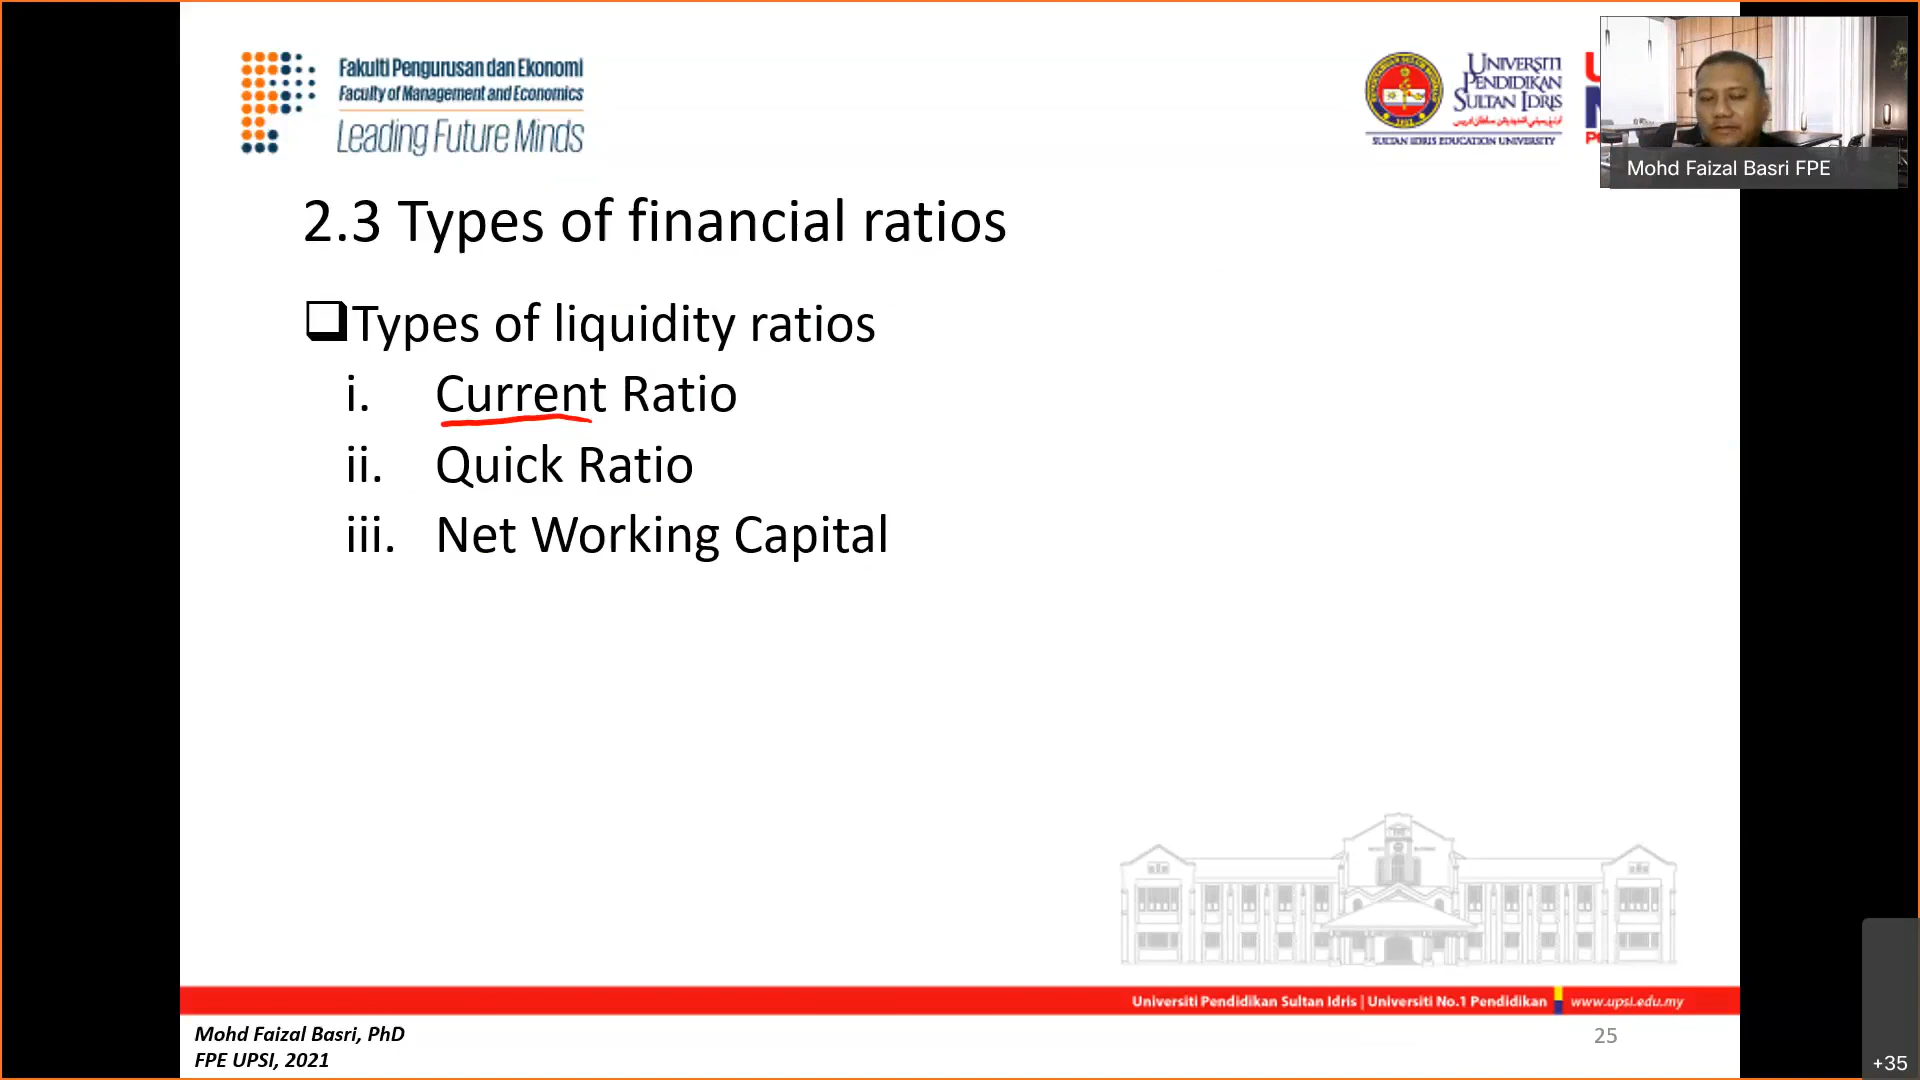 Fakulti Pengurusan dan Ekonomi
Faculty of Management and Economics
Leading Future Minds
UNIVERSITI
PENDIDIKAN
SULTAN IDRIS
SULTAN IDRIS EDUCATION UNIVERSITY
Mohd Faizal Basri FPE
2.3 Types of financial ratios
❑Types of liquidity ratios
i. Current Ratio
ii. Quick Ratio
iii. Net Working Capital
Universiti Pendidikan Sultan Idris | Universiti No.1 Pendidikan | www.upsi.edu.my
Mohd Faizal Basri, PhD
FPE UPSI, 2021
25
+35